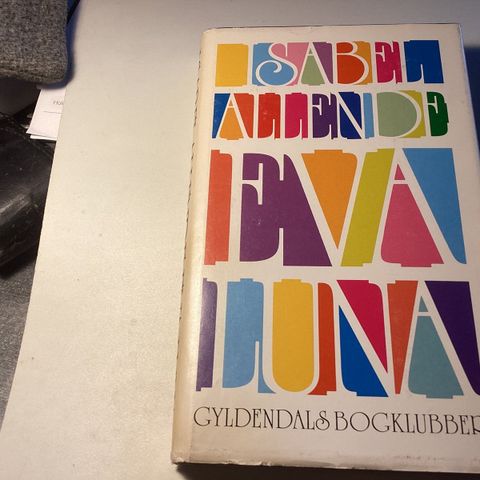 ISABEL
ALLENDE
EVA
LUNA
GYLDENDALS BOGKLUBBER